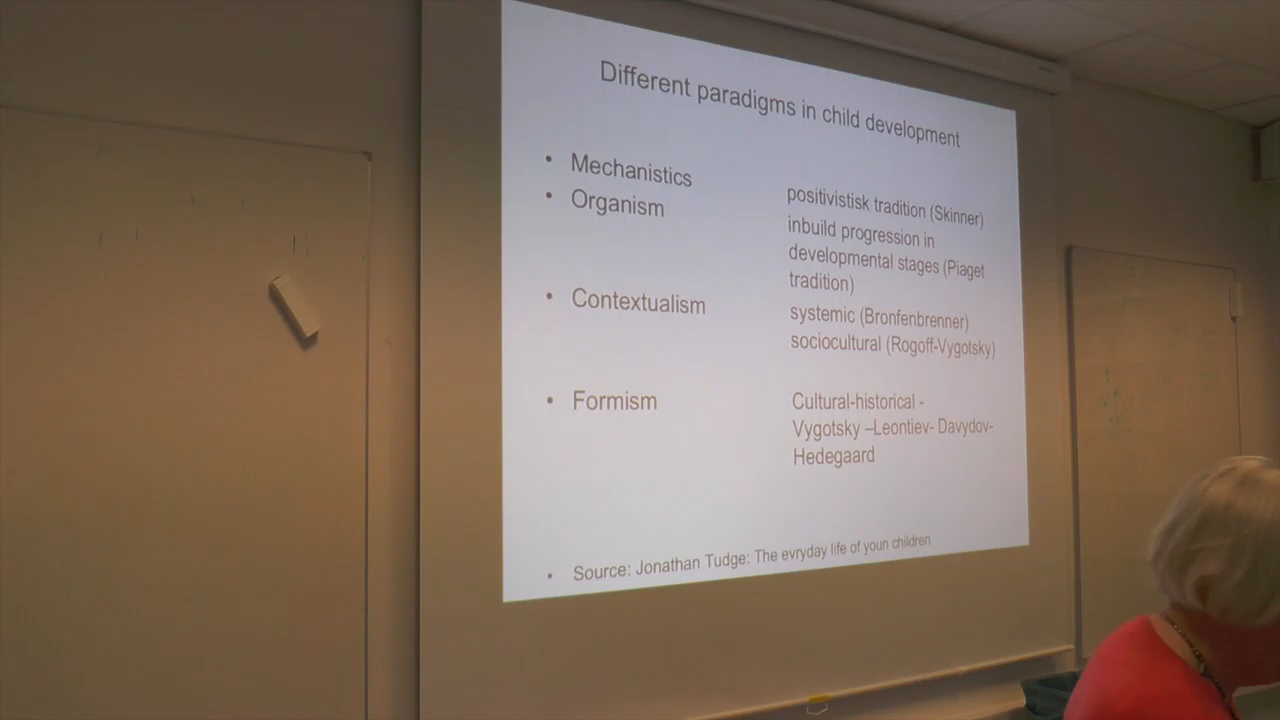 Different paradigms in child development
• Mechanistics
positivistisk tradition (Skinner)
• Organism
inbuild progression in
developmental stages (Piaget
tradition)
• Contextualism
systemic (Bronfenbrenner)
sociocultural (Rogoff-Vygotsky)
• Formism
Cultural-historical -
Vygotsky –Leontiev- Davydov-
Hedegaard
• Source: Jonathan Tudge: The evryday life of youn children